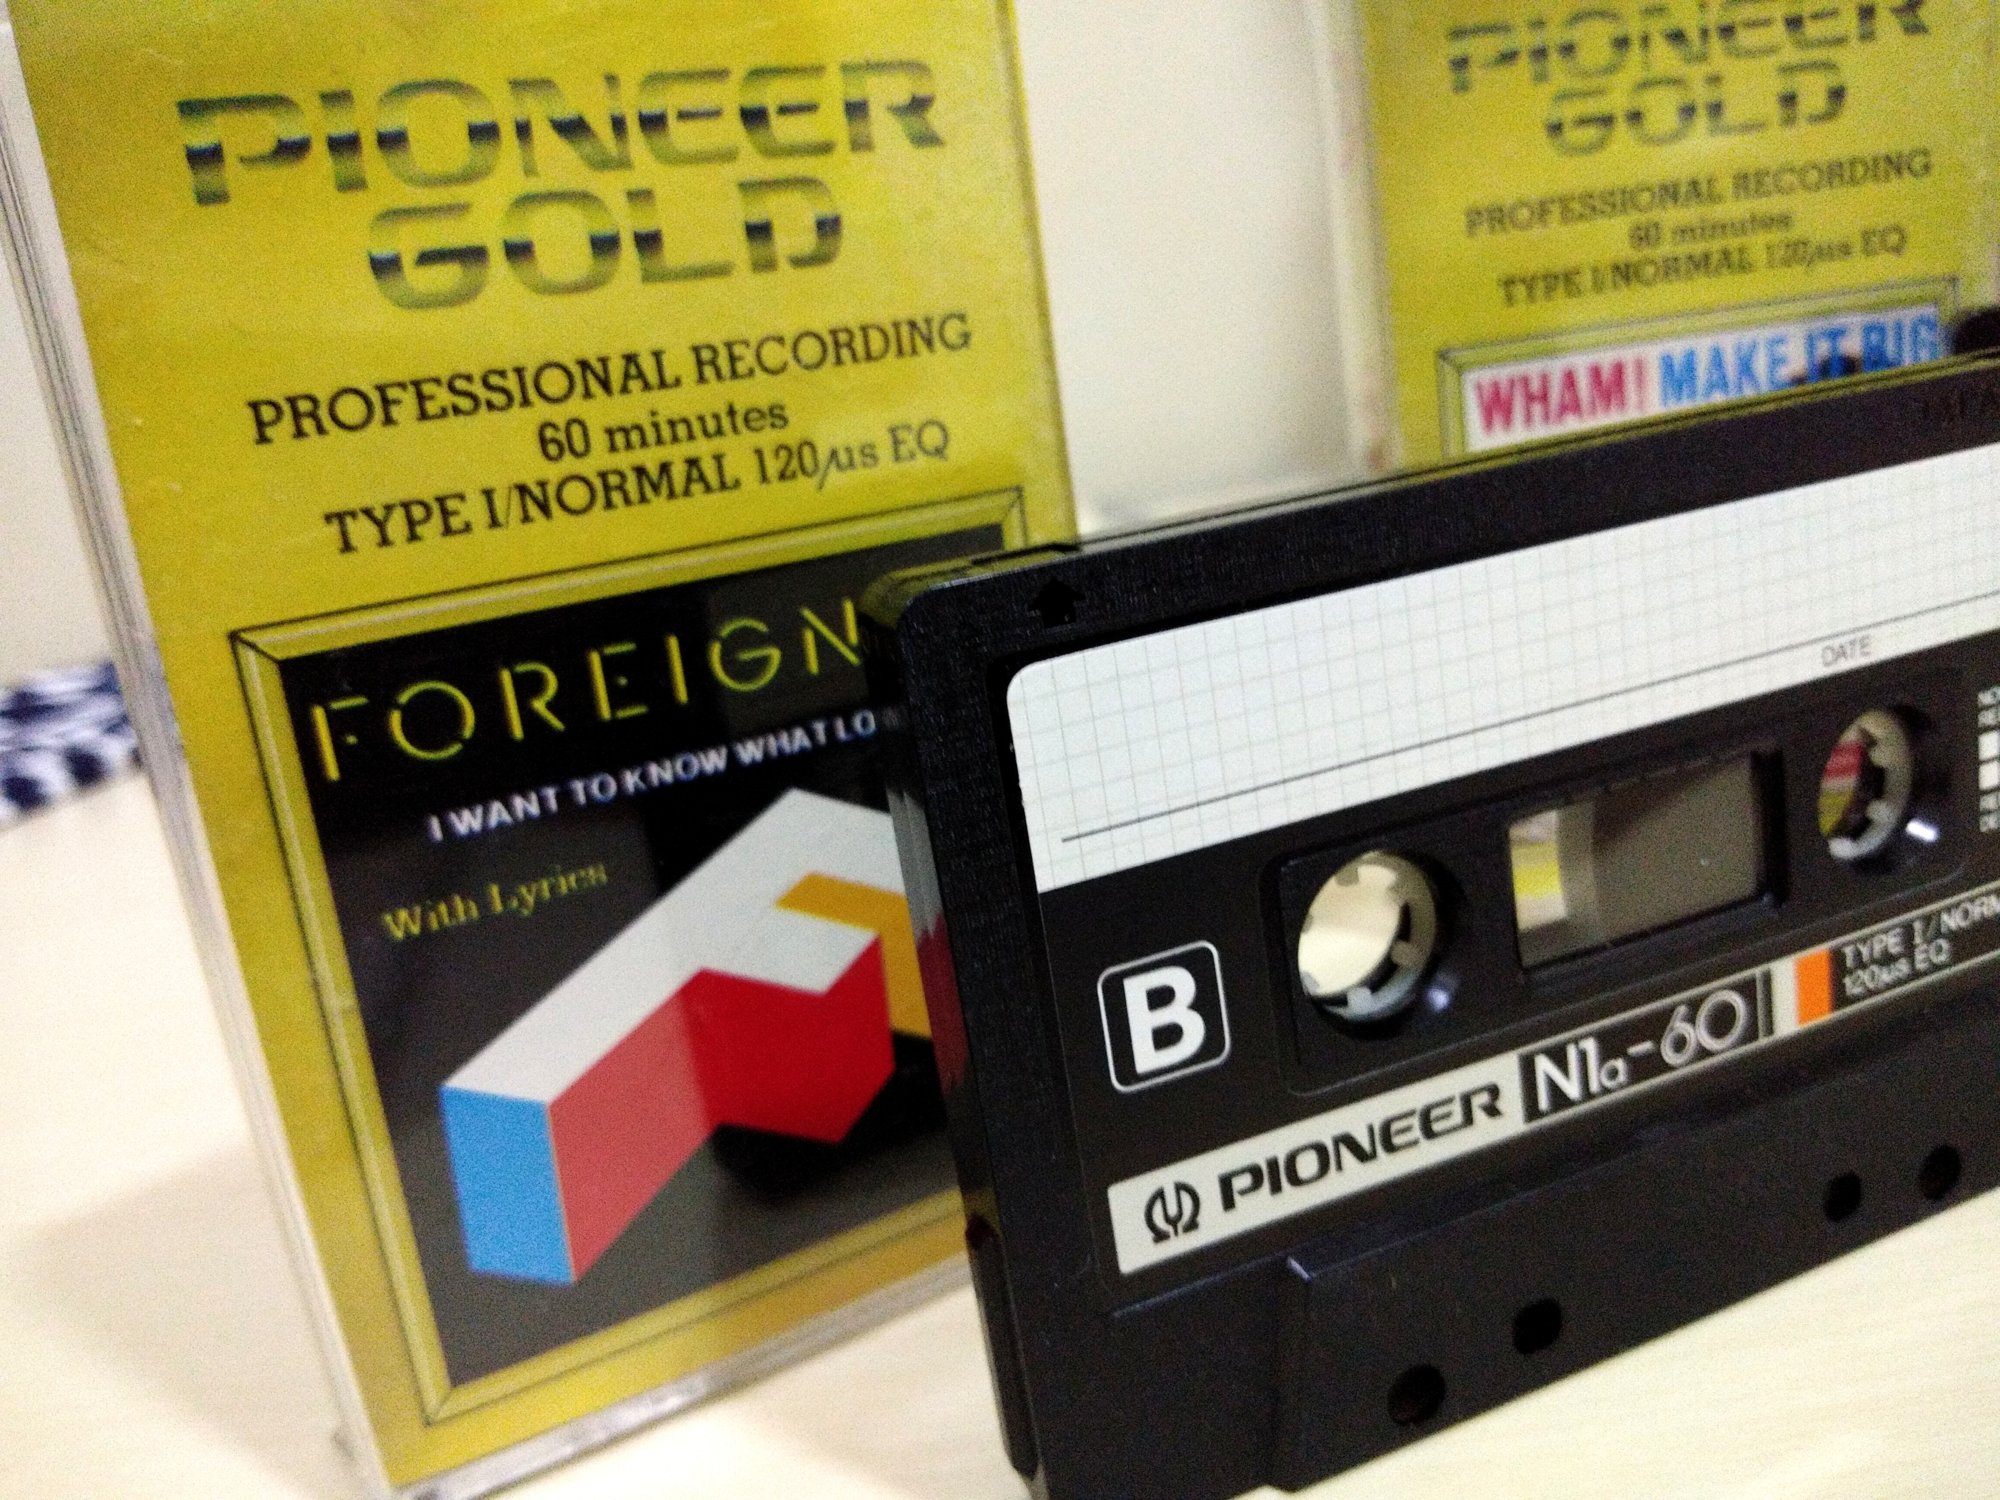 PIONEER
GOLD
PROFESSIONAL RECORDING
60 minutes
TYPE I/NORMAL 120µs EQ
FOREIGN
I WANT TO KNOW WHAT LO
With Lyrics
PIONEER
GOLD
PROFESSIONAL RECORDING
60 minutes
TYPE I/NORMAL 120µs EQ
WHAM! MAKE IT BIG
DATE
B
PIONEER N1a-60
TYPE I/NORM
120µs EQ